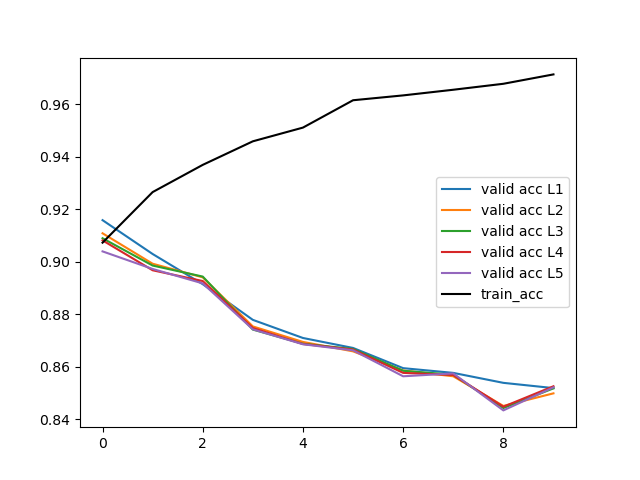 0.96
0.94
0.92
0.90
0.88
0.86
0.84
0 2 4 6 8
valid acc L1
valid acc L2
valid acc L3
valid acc L4
valid acc L5
train_acc